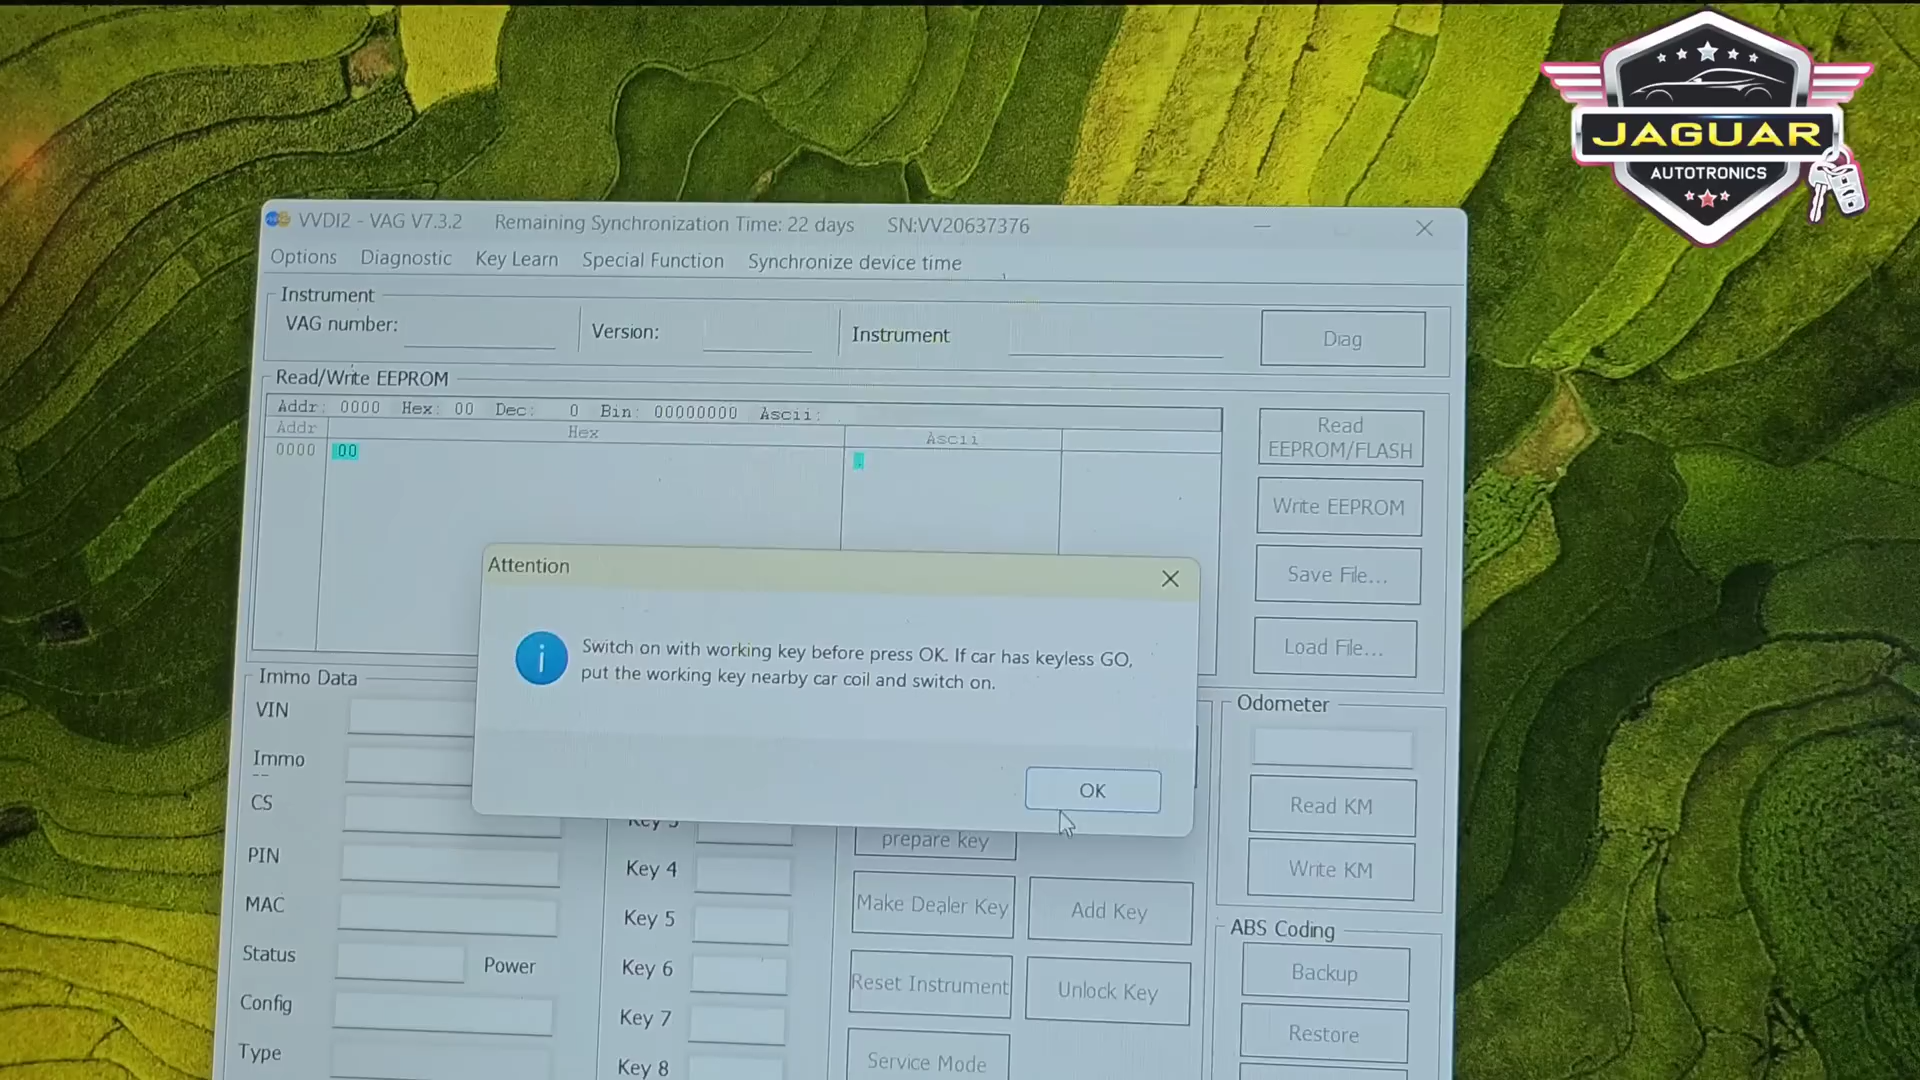 JAGUAR
AUTOTRONICS
VVDI2 - VAG V7.3.2 Remaining Synchronization Time: 22 days SN:VV20637376
Options Diagnostic Key Learn Special Function Synchronize device time
Instrument
VAG number: Version: Instrument Diag
Read/Write EEPROM
Addr: 0000 Hex: 00 Dec: 0 Bin: 00000000 Ascii: .
Addr Hex Ascii
0000 00 .
Read
EEPROM/FLASH
Write EEPROM
Save File...
Load File...
Attention
Switch on with working key before press OK. If car has keyless GO,
put the working key nearby car coil and switch on.
OK
Immo Data
VIN
Immo
--
CS
PIN
MAC
Status Power
Config
Type
Key 3
Key 4
Key 5
Key 6
Key 7
Key 8
prepare key
Make Dealer Key Add Key
Reset Instrument Unlock Key
Service Mode
Odometer
Read KM
Write KM
ABS Coding
Backup
Restore